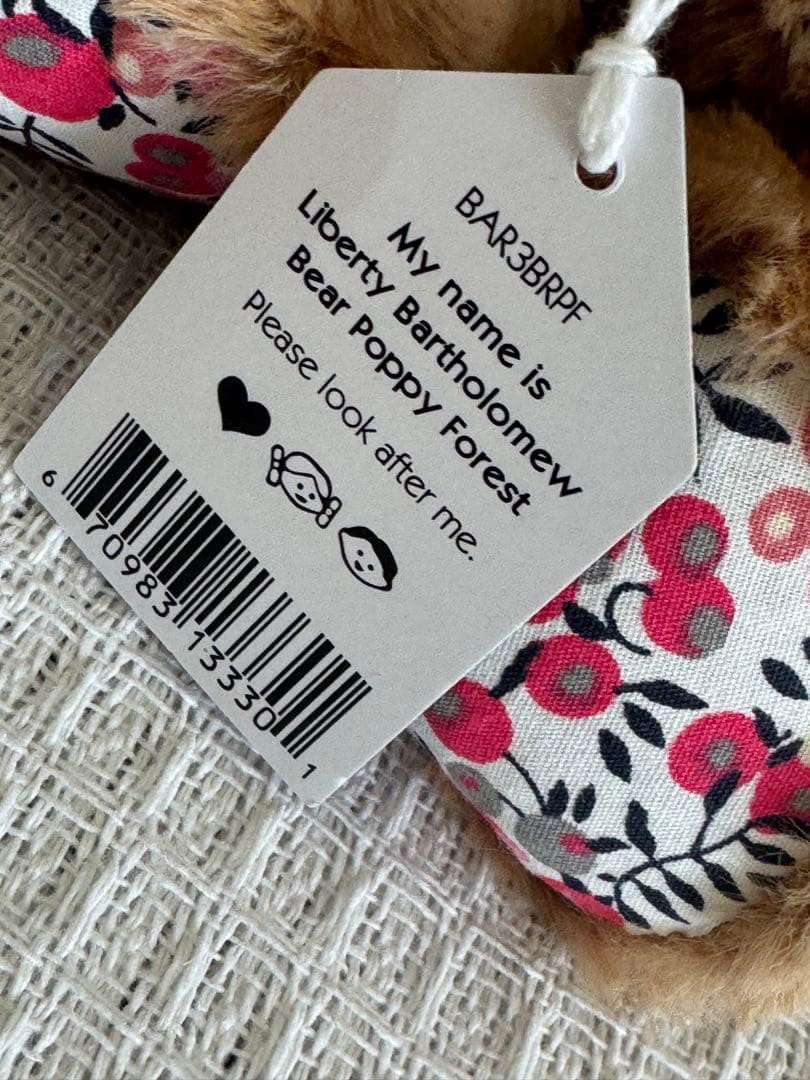 BAR3BRPF
My name is
Liberty Bartholomew
Bear Poppy Forest
Please look after me.
6 70983 13330 1